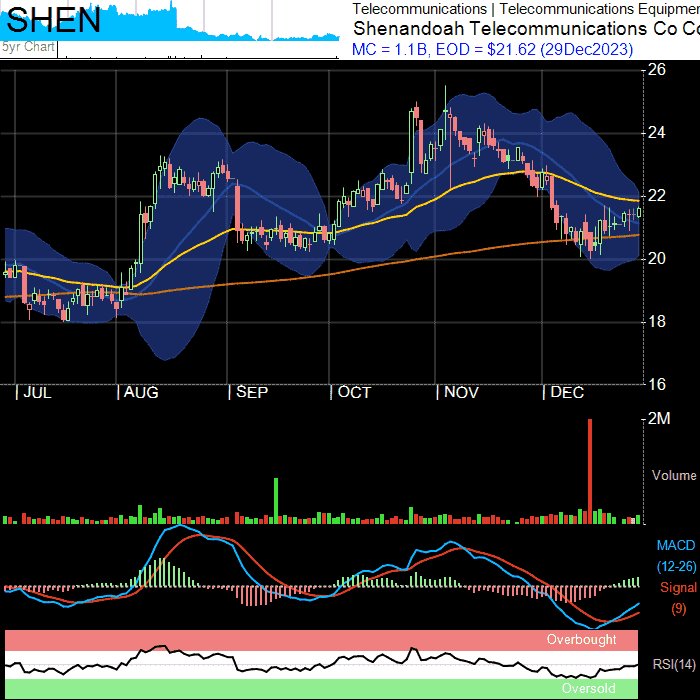 SHEN
5yr Chart
Telecommunications | Telecommunications Equipmen
Shenandoah Telecommunications Co Co
MC = 1.1B, EOD = $21.62 (29Dec2023)
26
24
22
20
18
16
| JUL | AUG | SEP | OCT | NOV | DEC
2M
Volume
MACD
(12-26)
Signal
(9)
Overbought
RSI(14)
Oversold